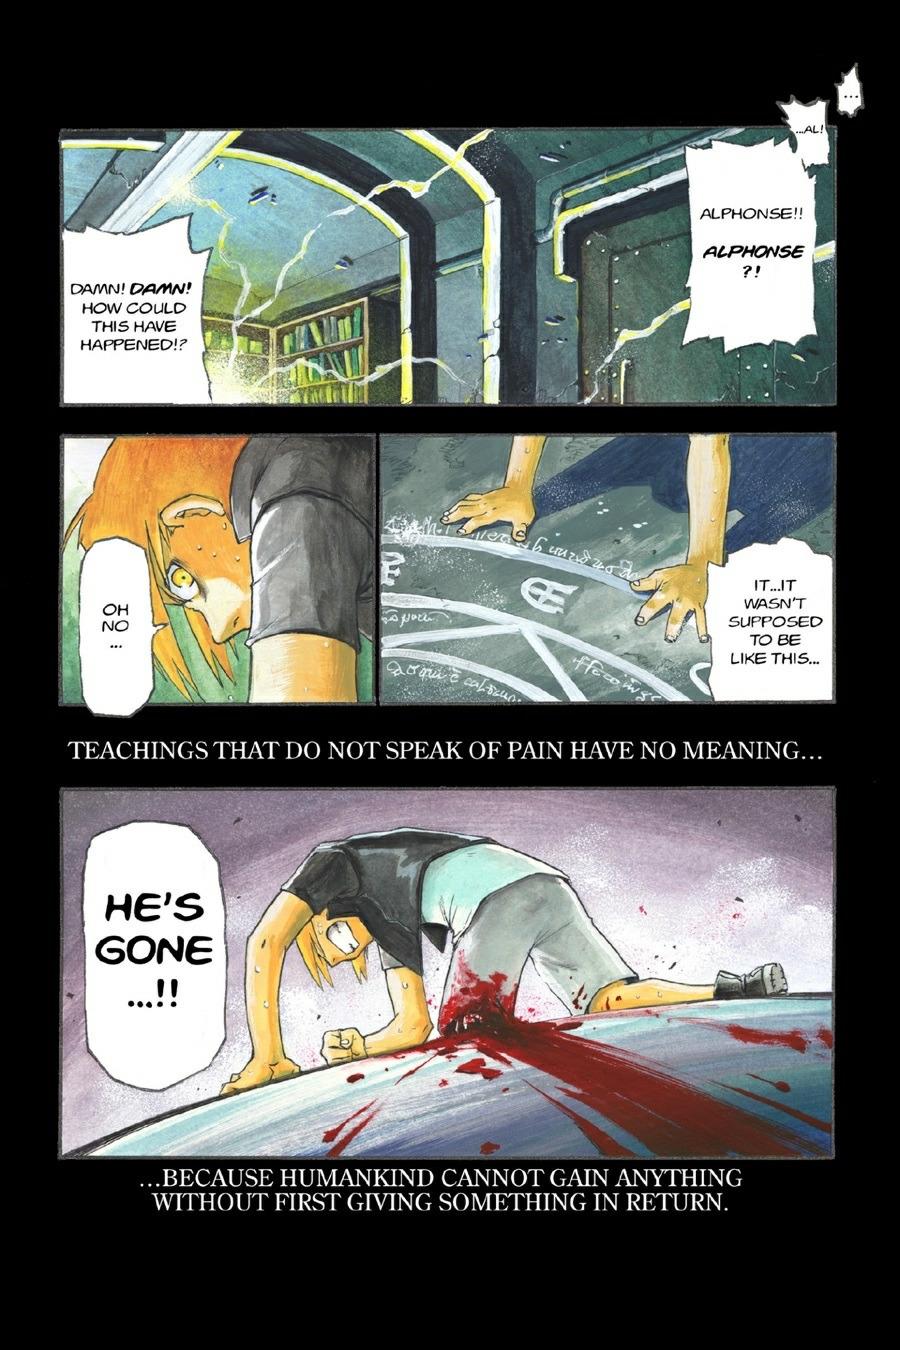 ...
...AL!
ALPHONSE!!
ALPHONSE
?!
DAMN! DAMN!
HOW COULD
THIS HAVE
HAPPENED!?
IT...IT
WASN'T
SUPPOSED
TO BE
LIKE THIS...
OH
NO
...
TEACHINGS THAT DO NOT SPEAK OF PAIN HAVE NO MEANING...
HE'S
GONE
...!!
...BECAUSE HUMANKIND CANNOT GAIN ANYTHING
WITHOUT FIRST GIVING SOMETHING IN RETURN.